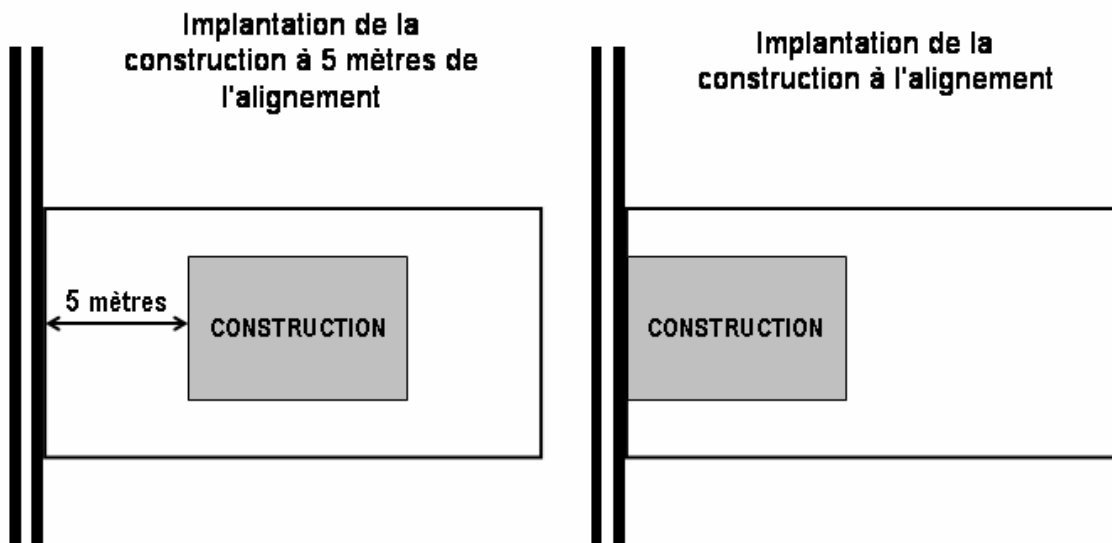 Implantation de la
construction à 5 mètres de
l'alignement
5 mètres
CONSTRUCTION
Implantation de la
construction à l'alignement
CONSTRUCTION